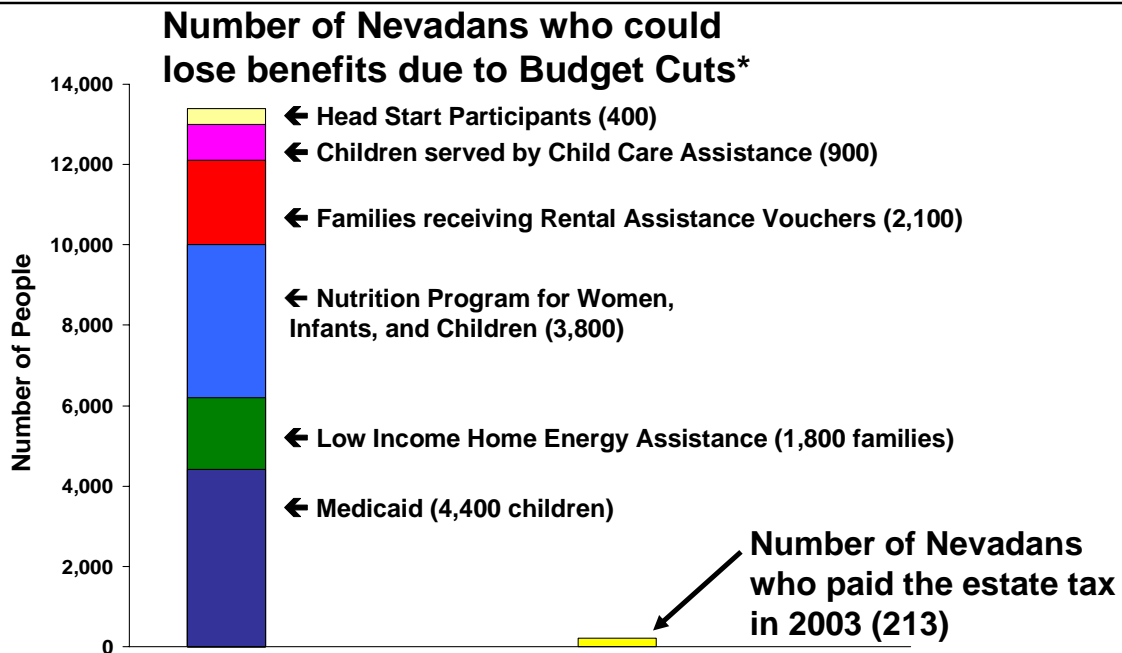 Number of Nevadans who could
lose benefits due to Budget Cuts*
14,000
12,000
10,000
8,000
6,000
4,000
2,000
0
Number of People
← Head Start Participants (400)
← Children served by Child Care Assistance (900)
← Families receiving Rental Assistance Vouchers (2,100)
← Nutrition Program for Women,
Infants, and Children (3,800)
← Low Income Home Energy Assistance (1,800 families)
← Medicaid (4,400 children)
Number of Nevadans
who paid the estate tax
in 2003 (213)